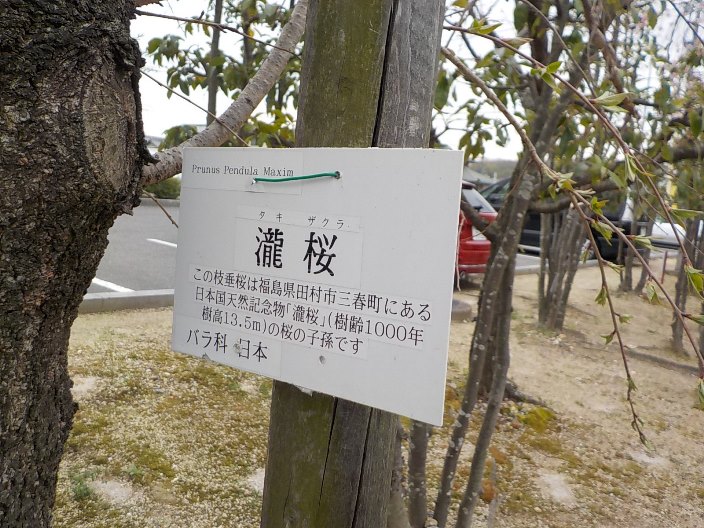 Prunus Pendula Maxim
タキ ザクラ
瀧 桜
この枝垂桜は福島県田村市三春町にある
日本国天然記念物「瀧桜」(樹齢1000年
樹高13.5m)の桜の子孫です
バラ科 日本